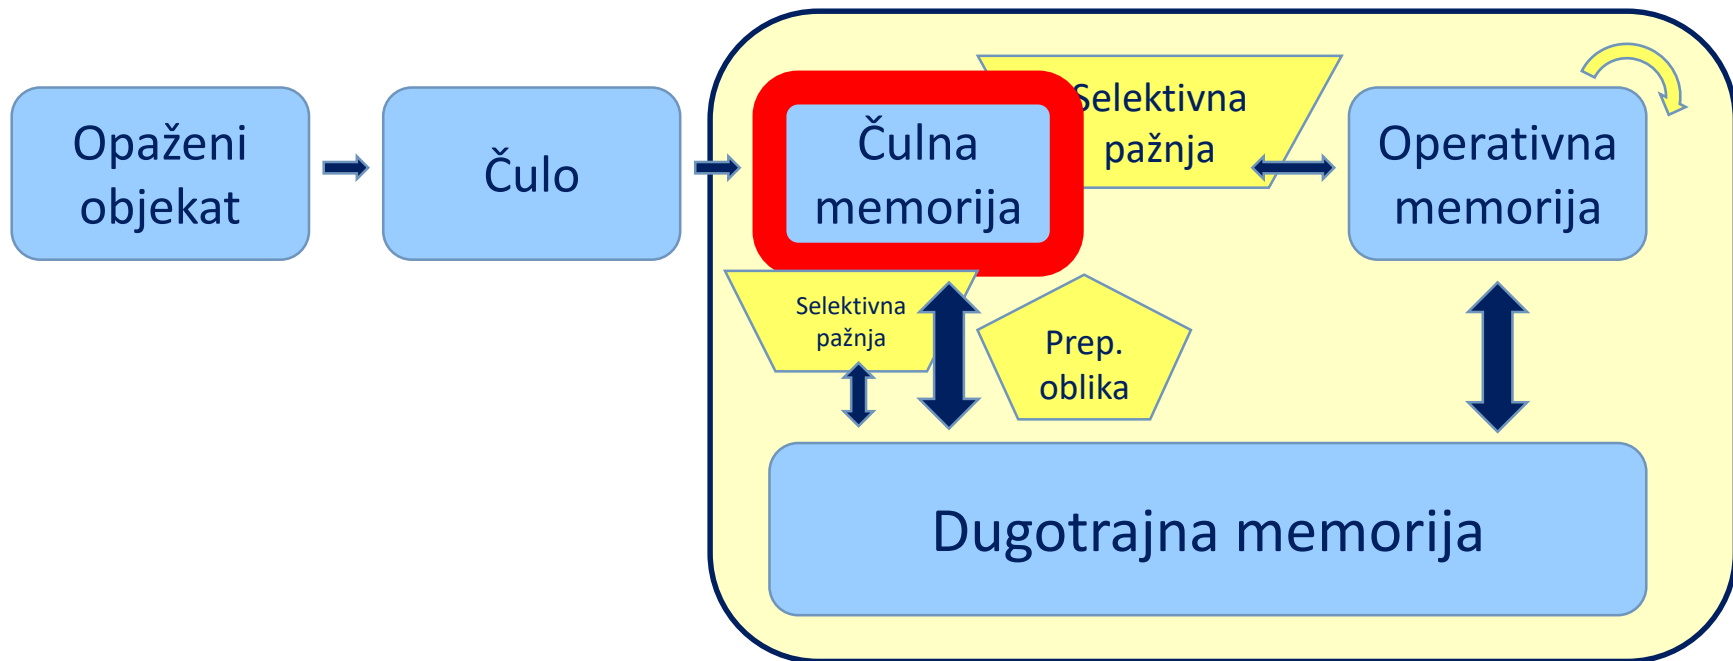 Opaženi
objekat
Čulo
Čulna
memorija
Selektivna
pažnja
Operativna
memorija
Selektivna
pažnja
Prep.
oblika
Dugotrajna memorija